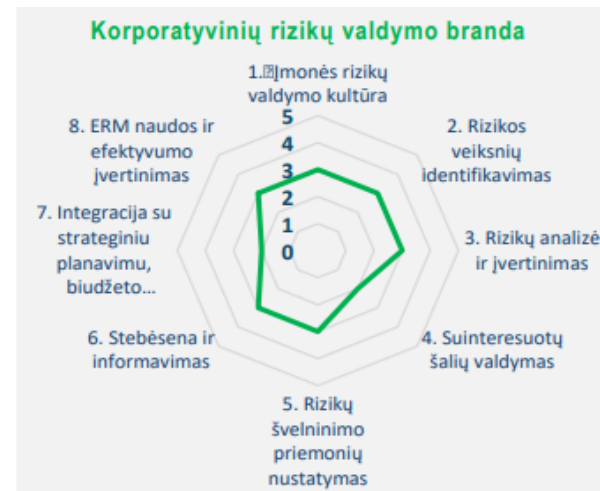 Korporatyvinių rizikų valdymo branda
1.⍰Įmonės rizikų
valdymo kultūra
2. Rizikos
veiksnių
identifikavimas
3. Rizikų analizė
ir įvertinimas
4. Suinteresuotų
šalių valdymas
5. Rizikų
švelninimo
priemonių
nustatymas
6. Stebėsena ir
informavimas
7. Integracija su
strateginiu
planavimu,
biudžeto...
8. ERM naudos ir
efektyvumo
įvertinimas
5
4
3
2
1
0